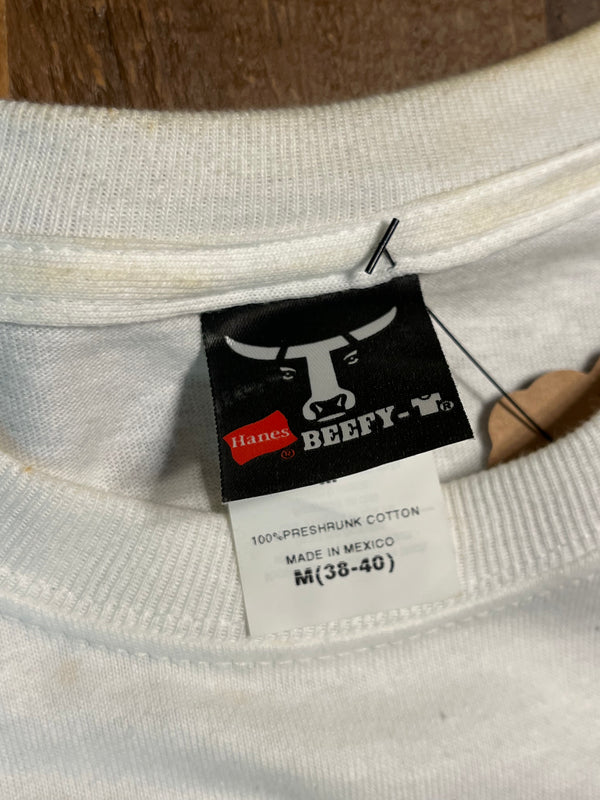 Hanes® BEEFY-T®
100%PRESHRUNK COTTON
MADE IN MEXICO
M(38-40)